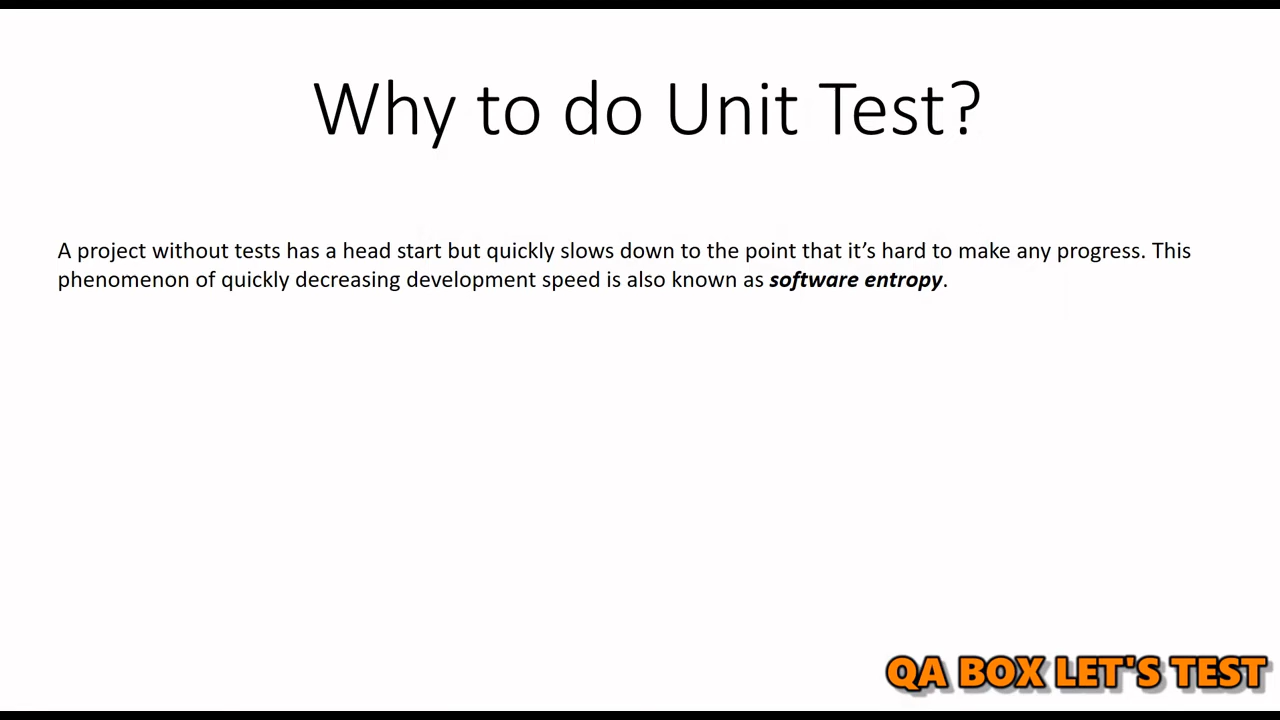 Why to do Unit Test?
A project without tests has a head start but quickly slows down to the point that it’s hard to make any progress. This
phenomenon of quickly decreasing development speed is also known as software entropy.
QA BOX LET'S TEST